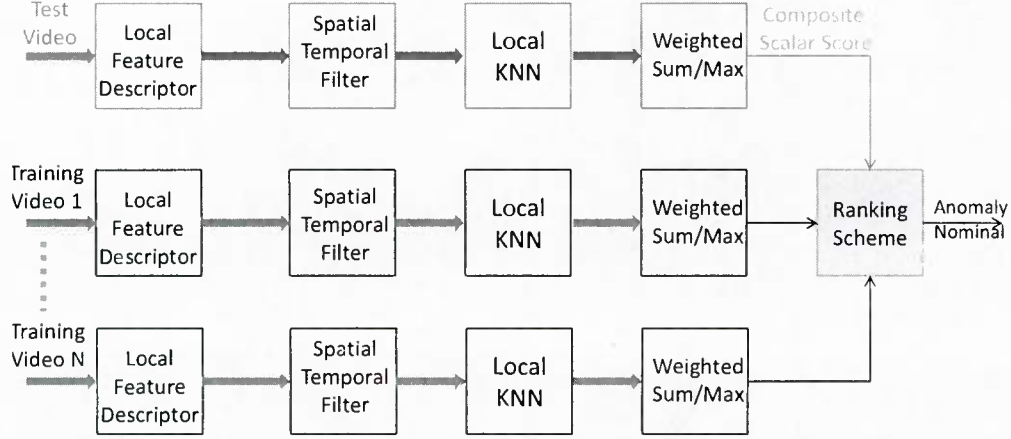 Test
Video
Local
Feature
Descriptor
Spatial
Temporal
Filter
Local
KNN
Weighted
Sum/Max
Composite
Scalar Score
Training
Video 1
Local
Feature
Descriptor
Spatial
Temporal
Filter
Local
KNN
Weighted
Sum/Max
Ranking
Scheme
Anomaly
Nominal
Training
Video N
Local
Feature
Descriptor
Spatial
Temporal
Filter
Local
KNN
Weighted
Sum/Max